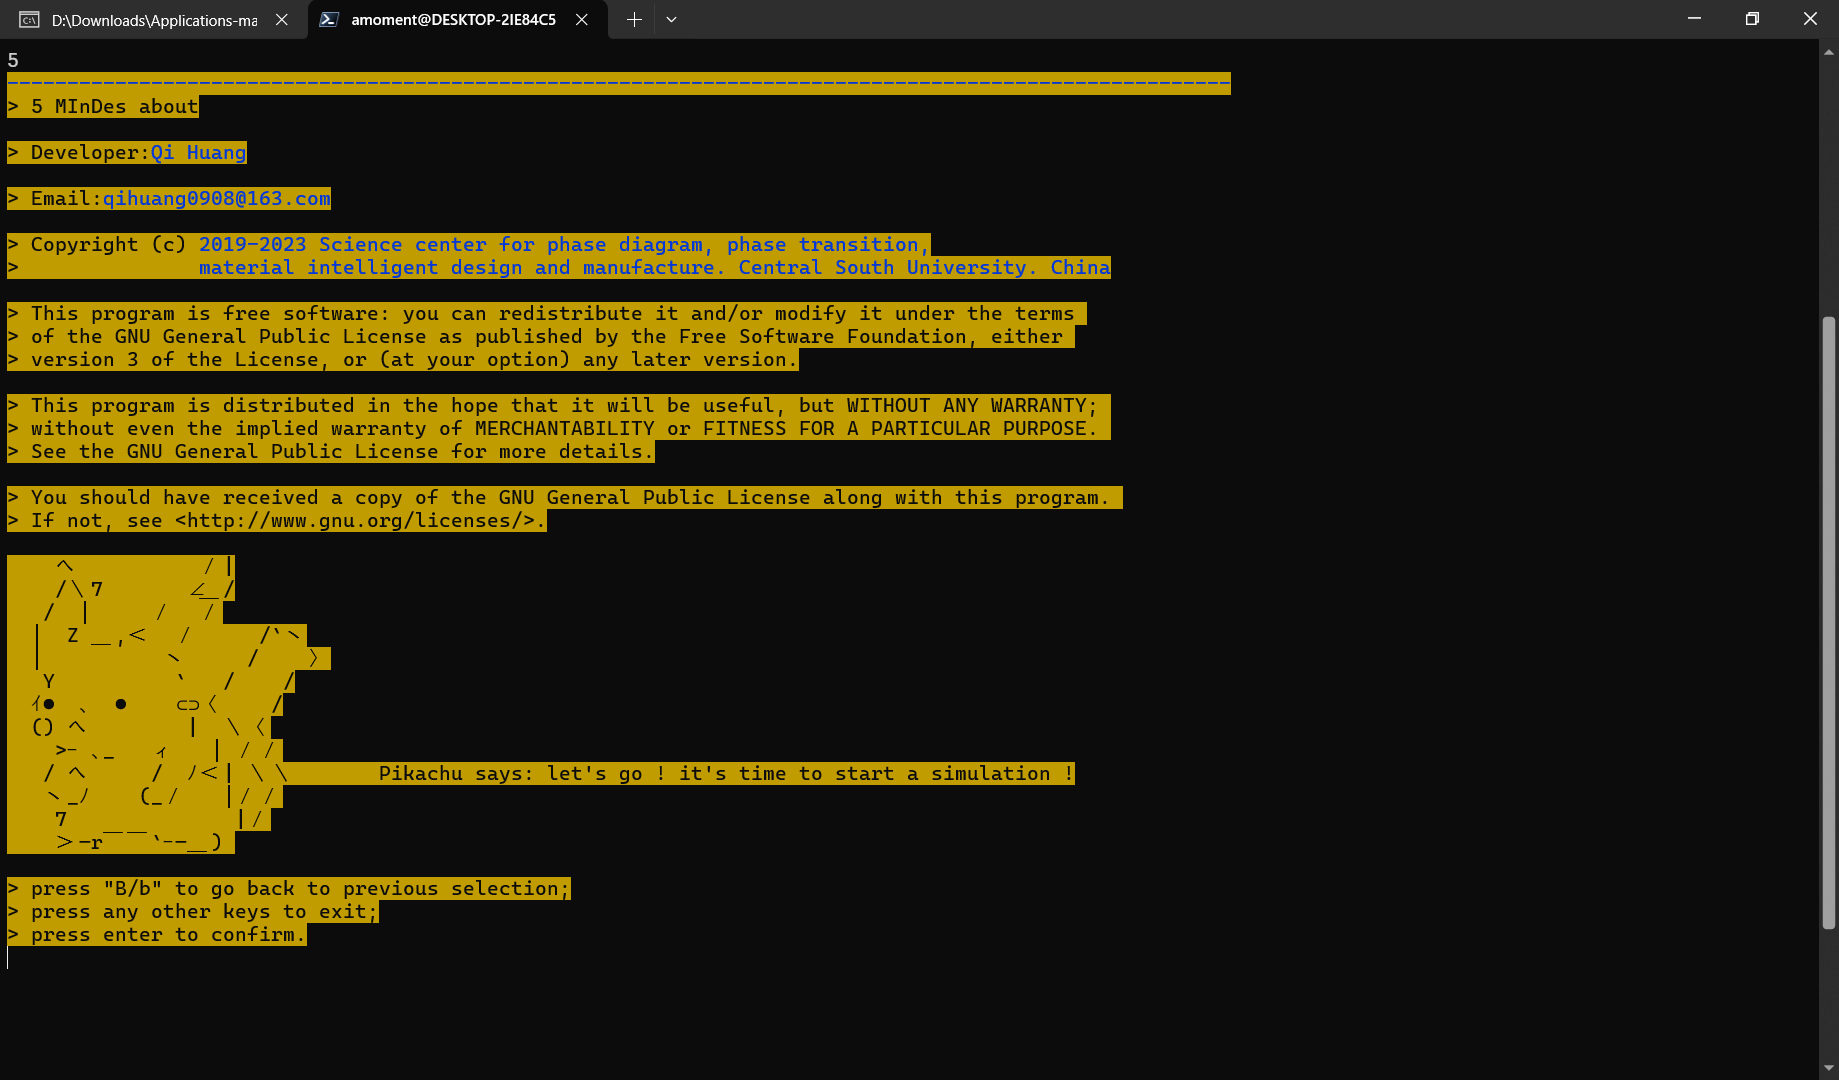 D:\Downloads\Applications-ma
amoment@DESKTOP-2IE84C5
5
------------------------------------------------------------------------------------------------------
> 5 MInDes about
> Developer:Qi Huang
> Email:qihuang0908@163.com
> Copyright (c) 2019-2023 Science center for phase diagram, phase transition,
>               material intelligent design and manufacture. Central South University. China
> This program is free software: you can redistribute it and/or modify it under the terms
> of the GNU General Public License as published by the Free Software Foundation, either
> version 3 of the License, or (at your option) any later version.
> This program is distributed in the hope that it will be useful, but WITHOUT ANY WARRANTY;
> without even the implied warranty of MERCHANTABILITY or FITNESS FOR A PARTICULAR PURPOSE.
> See the GNU General Public License for more details.
> You should have received a copy of the GNU General Public License along with this program.
> If not, see <http://www.gnu.org/licenses/>.
Pikachu says: let's go ! it's time to start a simulation !
> press "B/b" to go back to previous selection;
> press any other keys to exit;
> press enter to confirm.